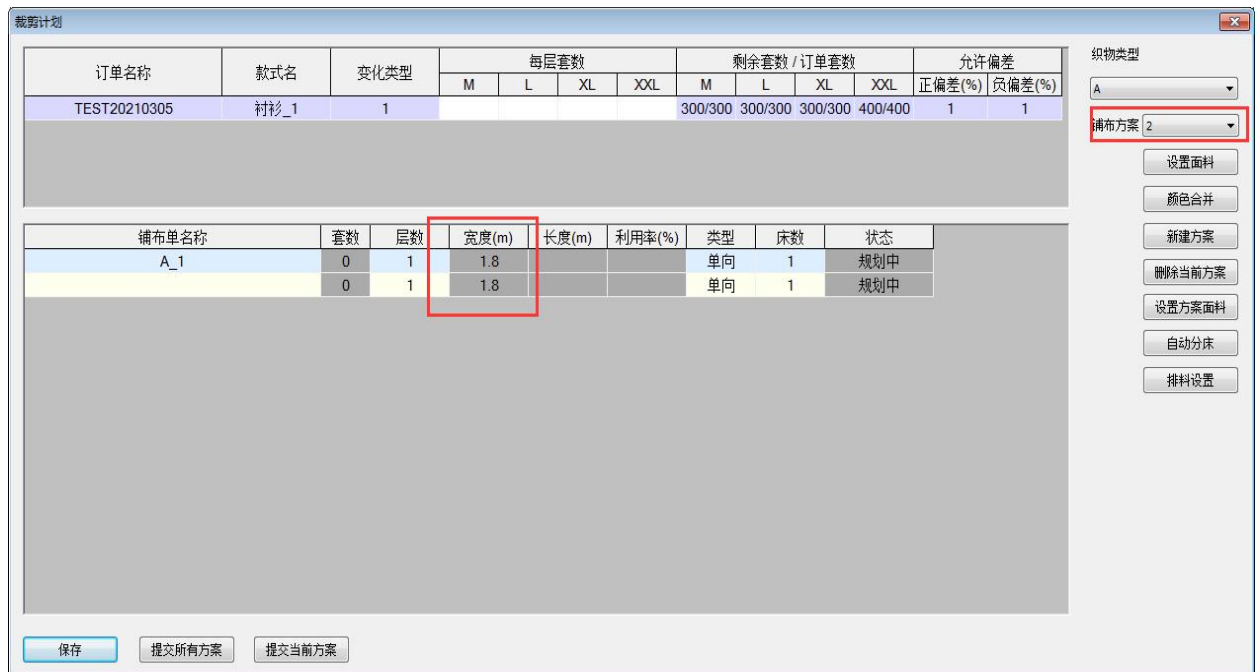 裁剪计划
订单名称 款式名 变化类型 每层套数 剩余套数 / 订单套数 允许偏差
M L XL XXL M L XL XXL 正偏差(%) 负偏差(%)
TEST20210305 衬衫_1 1 300/300 300/300 300/300 400/400 1 1
织物类型
A
铺布方案 2
设置面料
颜色合并
新建方案
删除当前方案
设置方案面料
自动分床
排料设置
铺布单名称 套数 层数 宽度(m) 长度(m) 利用率(%) 类型 床数 状态
A_1 0 1 1.8 单向 1 规划中
0 1 1.8 单向 1 规划中
保存 提交所有方案 提交当前方案